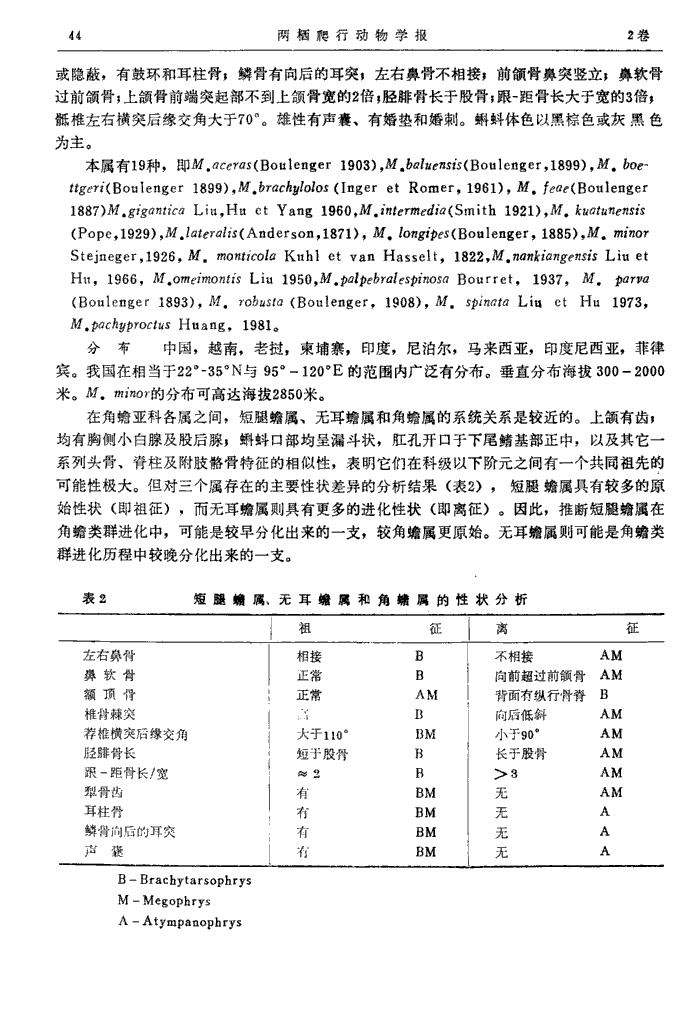 44 两栖爬行动物学报 2卷
或隐蔽，有鼓环和耳柱骨；鳞骨有向后的耳突；左右鼻骨不相接；前颌骨鼻突竖立；鼻软骨
过前颌骨；上颌骨前端突起部不到上颌骨宽的2倍；胫腓骨长于股骨；跟-距骨长大于宽的3倍；
骶椎左右横突后缘交角大于70°。雄性有声囊、有婚垫和婚刺。蝌蚪体色以黑棕色或灰黑色
为主。
本属有19种，即M.aceras(Boulenger 1903),M.baluensis(Boulenger,1899),M. boe-
ttgeri(Boulenger 1899),M.brachylolos (Inger et Romer, 1961), M. feae(Boulenger
1887)M.gigantica Liu,Hu et Yang 1960,M.intermedia(Smith 1921),M. kuatunensis
(Pope,1929),M.lateralis(Anderson,1871), M. longipes(Boulenger, 1885),M. minor
Stejneger,1926, M. monticola Kuhl et van Hasselt, 1822,M.nankiangensis Liu et
Hu, 1966, M.omeimontis Liu 1950,M.palpebralespinosa Bourret, 1937, M. parva
(Boulenger 1893), M. robusta (Boulenger, 1908), M. spinata Liu et Hu 1973,
M.pachyproctus Huang, 1981。
分 布 中国，越南，老挝，柬埔寨，印度，尼泊尔，马来西亚，印度尼西亚，菲律
宾。我国在相当于22°-35°N与 95°－120°E 的范围内广泛有分布。垂直分布海拔 300－2000
米。M. minor的分布可高达海拔2850米。
在角蟾亚科各属之间，短腿蟾属、无耳蟾属和角蟾属的系统关系是较近的。上颌有齿；
均有胸侧小白腺及股后腺；蝌蚪口部均呈漏斗状，肛孔开口于下尾鳍基部正中，以及其它一
系列头骨、脊柱及附肢骼骨特征的相似性，表明它们在科级以下阶元之间有一个共同祖先的
可能性极大。但对三个属存在的主要性状差异的分析结果（表2），短腿蟾属具有较多的原
始性状（即祖征），而无耳蟾属则具有更多的进化性状（即离征）。因此，推断短腿蟾属在
角蟾类群进化中，可能是较早分化出来的一支，较角蟾属更原始。无耳蟾属则可能是角蟾类
群进化历程中较晚分化出来的一支。
表2 短腿蟾属、无耳蟾属和角蟾属的性状分析
祖 征 离 征
左右鼻骨 相接 B 不相接 AM
鼻软骨 正常 B 向前超过前颌骨 AM
额顶骨 正常 AM 背面有纵行骨脊 B
椎骨棘突 B 向后低斜 AM
荐椎横突后缘交角 大于110° BM 小于90° AM
胫腓骨长 短于股骨 B 长于股骨 AM
跟－距骨长/宽 ≈2 B ＞3 AM
犁骨齿 有 BM 无 AM
耳柱骨 有 BM 无 A
鳞骨向后的耳突 有 BM 无 A
声囊 有 BM 无 A
B－Brachytarsophrys
M－Megophrys
A－Atympanophrys